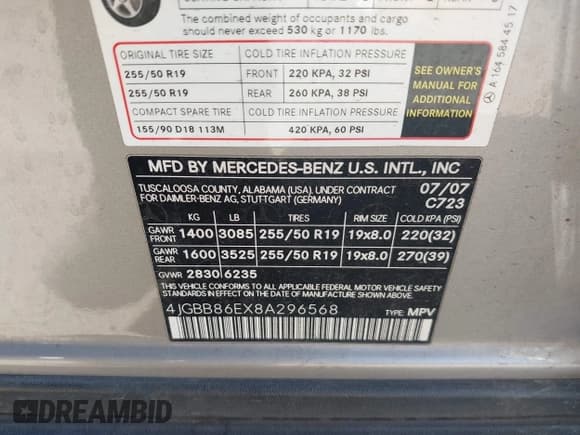 The combined weight of occupants and cargo
should never exceed 530 kg or 1170 lbs.
A 164 584 45 17
ORIGINAL TIRE SIZE COLD TIRE INFLATION PRESSURE
255/50 R19 FRONT 220 KPA, 32 PSI
255/50 R19 REAR 260 KPA, 38 PSI
COMPACT SPARE TIRE COLD TIRE INFLATION PRESSURE
155/90 D18 113M 420 KPA, 60 PSI
SEE OWNER'S
MANUAL FOR
ADDITIONAL
INFORMATION
MFD BY MERCEDES-BENZ U.S. INTL., INC
TUSCALOOSA COUNTY, ALABAMA (USA), UNDER CONTRACT
FOR DAIMLER-BENZ AG, STUTTGART (GERMANY)
07/07
C723
KG LB TIRES RIM SIZE COLD KPA (PSI)
GAWR FRONT 1400 3085 255/50 R19 19x8.0 220(32)
GAWR REAR 1600 3525 255/50 R19 19x8.0 270(39)
GVWR 2830 6235
THIS VEHICLE CONFORMS TO ALL APPLICABLE FEDERAL MOTOR VEHICLE
SAFETY STANDARDS IN EFFECT ON THE DATE OF MANUFACTURE SHOWN ABOVE.
4JGBB86EX8A296568 TYPE: MPV
DREAMBID